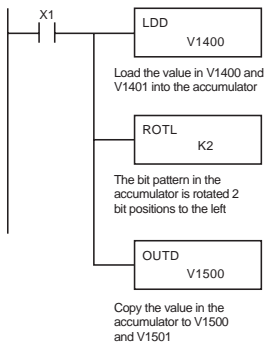 X1
LDD
V1400
Load the value in V1400 and
V1401 into the accumulator
ROTL
K2
The bit pattern in the
accumulator is rotated 2
bit positions to the left
OUTD
V1500
Copy the value in the
accumulator to V1500
and V1501